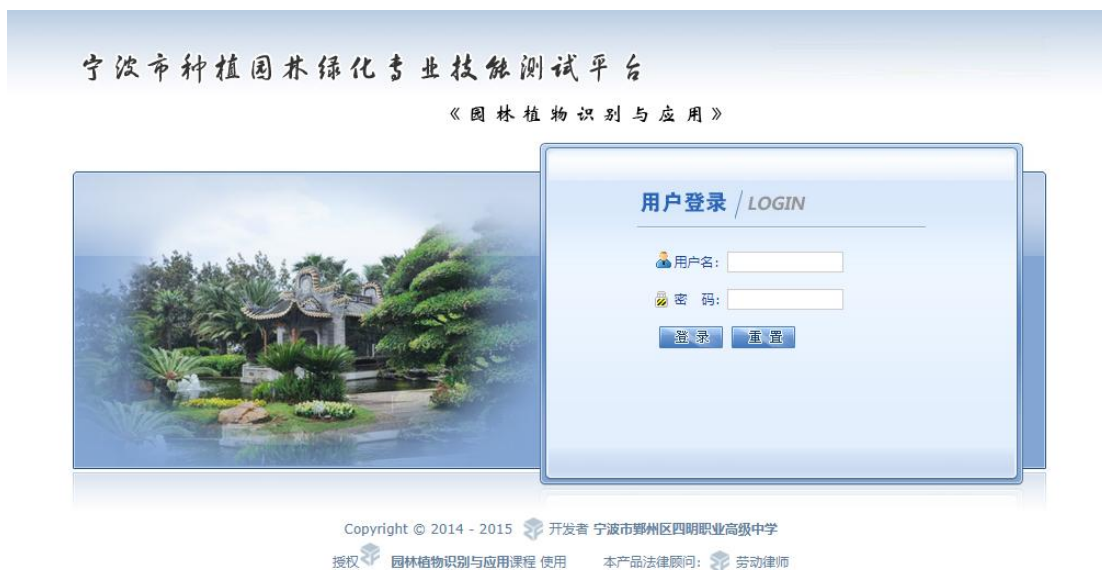 宁波市种植园林绿化专业技能测试平台
《园林植物识别与应用》
用户登录 / LOGIN
用户名:
密 码:
登录 重置
Copyright © 2014 - 2015 开发者 宁波市鄞州区四明职业高级中学
授权 园林植物识别与应用课程 使用 本产品法律顾问: 劳动律师